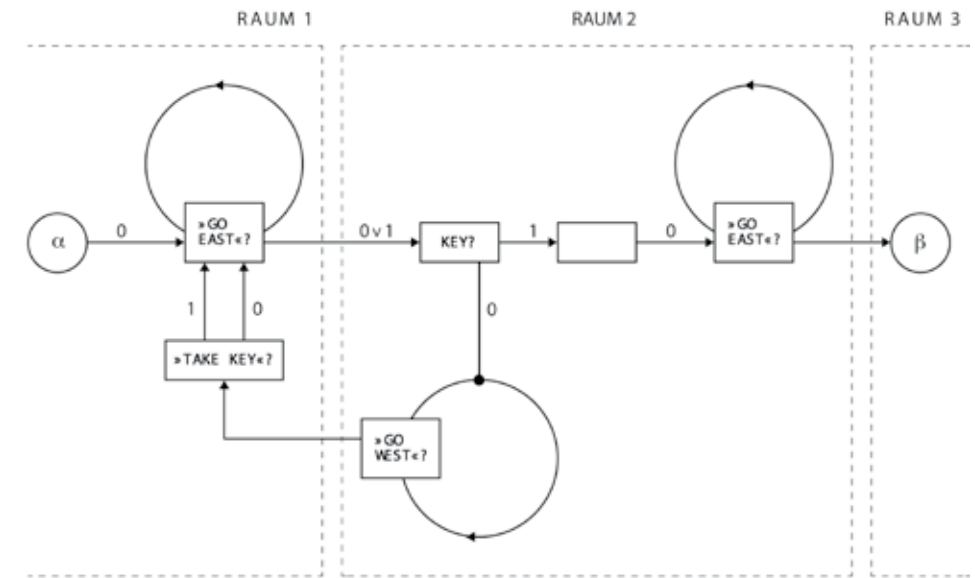 RAUM 1
RAUM 2
RAUM 3
α
0
»GO
EAST«?
0 v 1
KEY?
1
0
»GO
EAST«?
β
1
0
0
»TAKE KEY«?
»GO
WEST«?